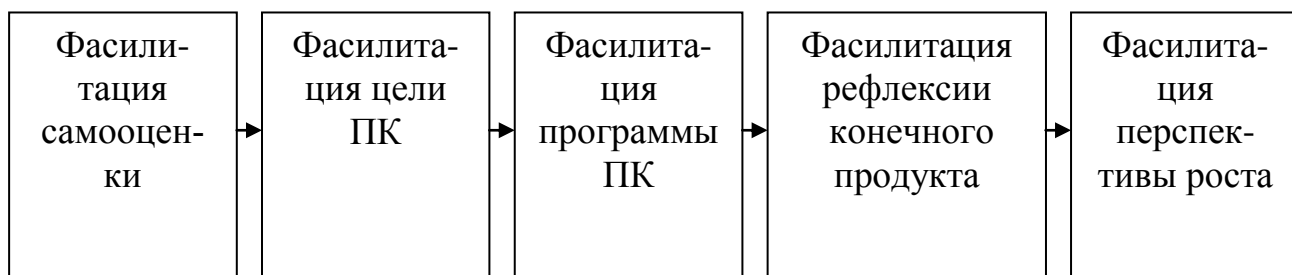 Фасили-
тация
самооцен-
ки
Фасилита-
ция цели
ПК
Фасилита-
ция
программы
ПК
Фасилитация
рефлексии
конечного
продукта
Фасилита-
ция
перспек-
тивы роста